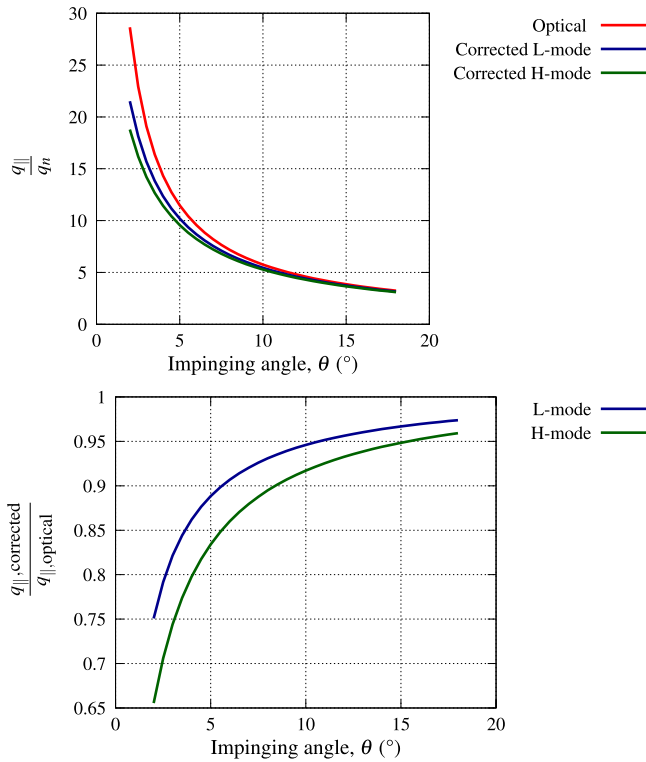 Optical
Corrected L-mode
Corrected H-mode
30
25
20
15
10
5
0
q∥
qn
0 5 10 15 20
Impinging angle, θ (°)
L-mode
H-mode
1
0.95
0.9
0.85
0.8
0.75
0.7
0.65
q∥,corrected
q∥,optical
0 5 10 15 20
Impinging angle, θ (°)